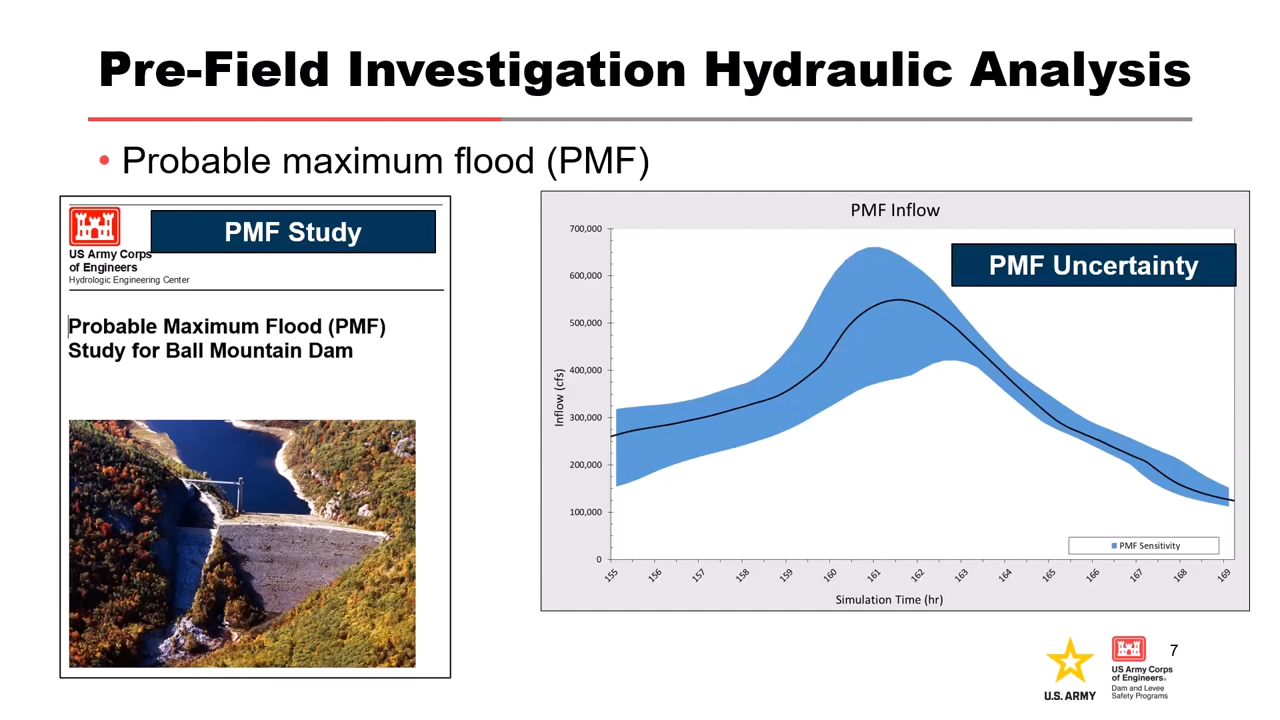 Pre-Field Investigation Hydraulic Analysis
• Probable maximum flood (PMF)
PMF Study
US Army Corps
of Engineers
Hydrologic Engineering Center
Probable Maximum Flood (PMF)
Study for Ball Mountain Dam
PMF Inflow
PMF Uncertainty
Inflow (cfs)
700,000
600,000
500,000
400,000
300,000
200,000
100,000
0
155 156 157 158 159 160 161 162 163 164 165 166 167 168 169
PMF Sensitivity
Simulation Time (hr)
U.S. ARMY
US Army Corps
of Engineers®
Dam and Levee
Safety Programs
7